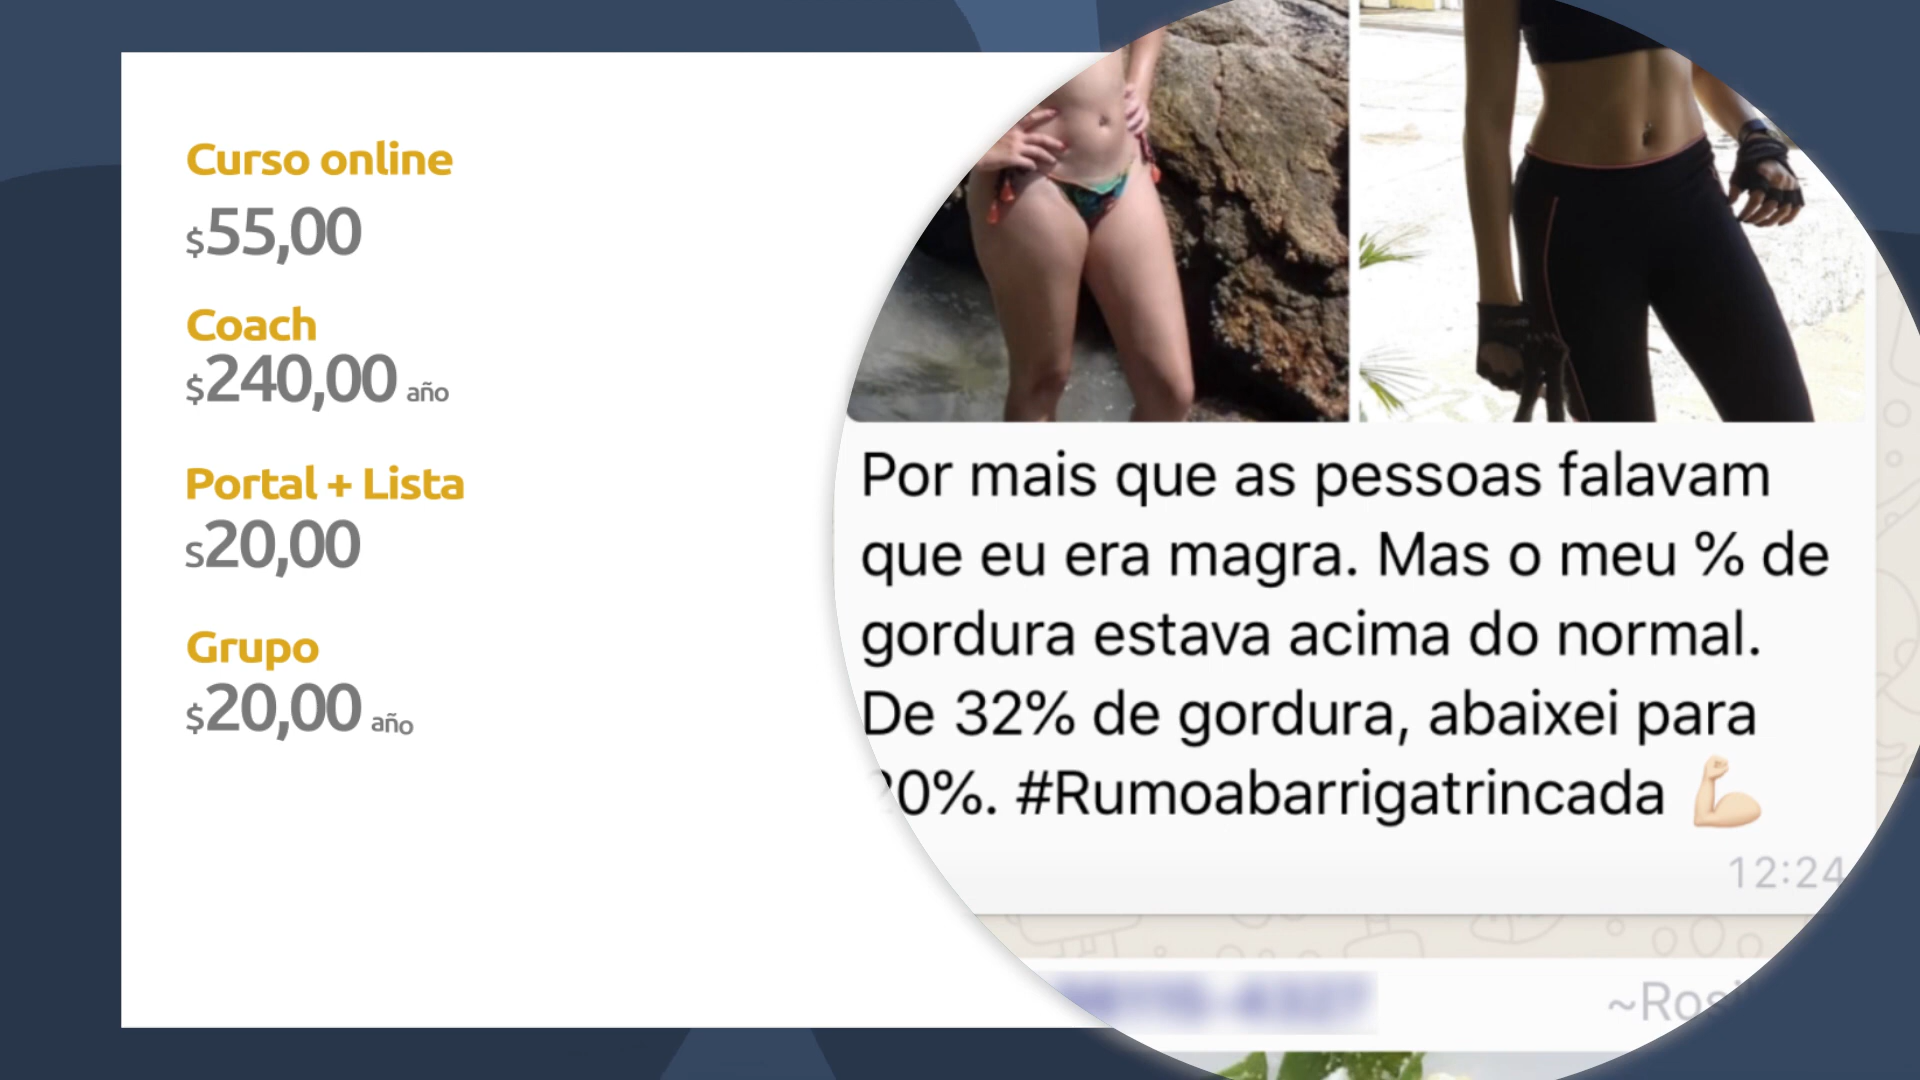 Curso online
$55,00
Coach
$240,00 año
Portal + Lista
$20,00
Grupo
$20,00 año
Por mais que as pessoas falavam
que eu era magra. Mas o meu % de
gordura estava acima do normal.
De 32% de gordura, abaixei para
20%. #Rumoabarrigatrincada 💪🏻
12:24